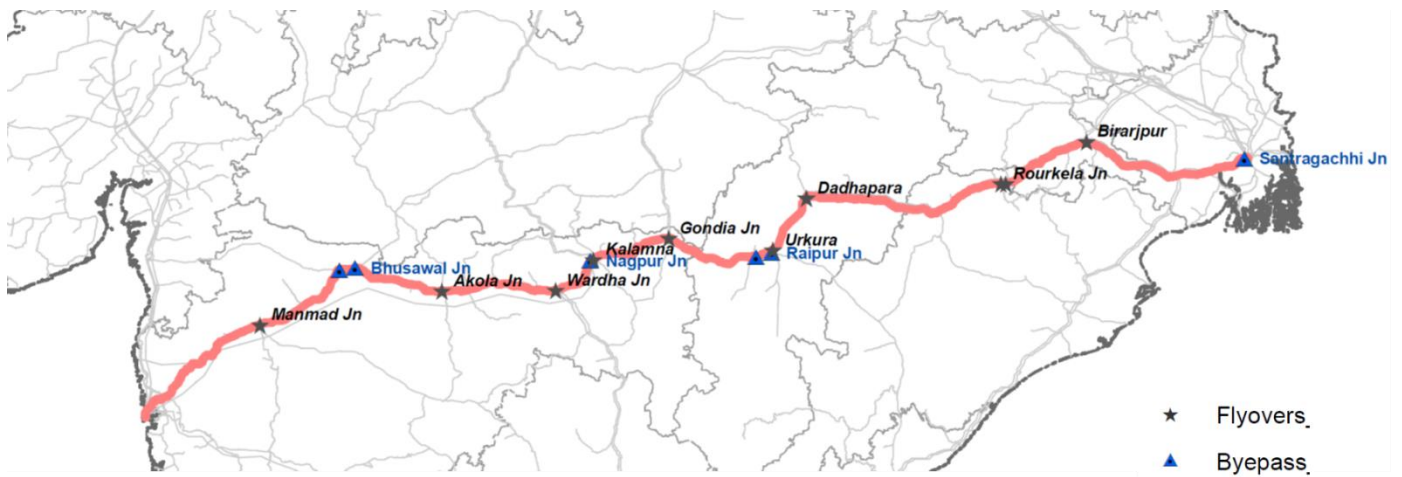 Birarjpur
Santragachhi Jn
Rourkela Jn
Dadhapara
Gondia Jn
Urkura
Kalamna
Raipur Jn
Nagpur Jn
Bhusawal Jn
Akola Jn
Wardha Jn
Manmad Jn
Flyovers
Byepass